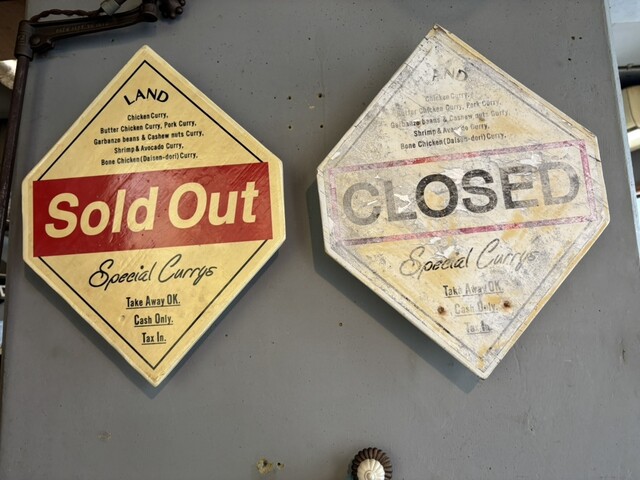 LAND
Chicken Curry,
Butter Chicken Curry, Pork Curry,
Garbanzo beans & Cashew nuts Curry,
Shrimp & Avocado Curry,
Bone Chicken (Daisen-dori) Curry,
Sold Out
Special Currys
Take Away OK.
Cash Only.
Tax In.
LAND
Chicken Curry,
Butter Chicken Curry, Pork Curry,
Garbanzo beans & Cashew nuts Curry,
Shrimp & Avocado Curry,
Bone Chicken (Daisen-dori) Curry,
CLOSED
Special Currys
Take Away OK.
Cash Only.
Tax In.